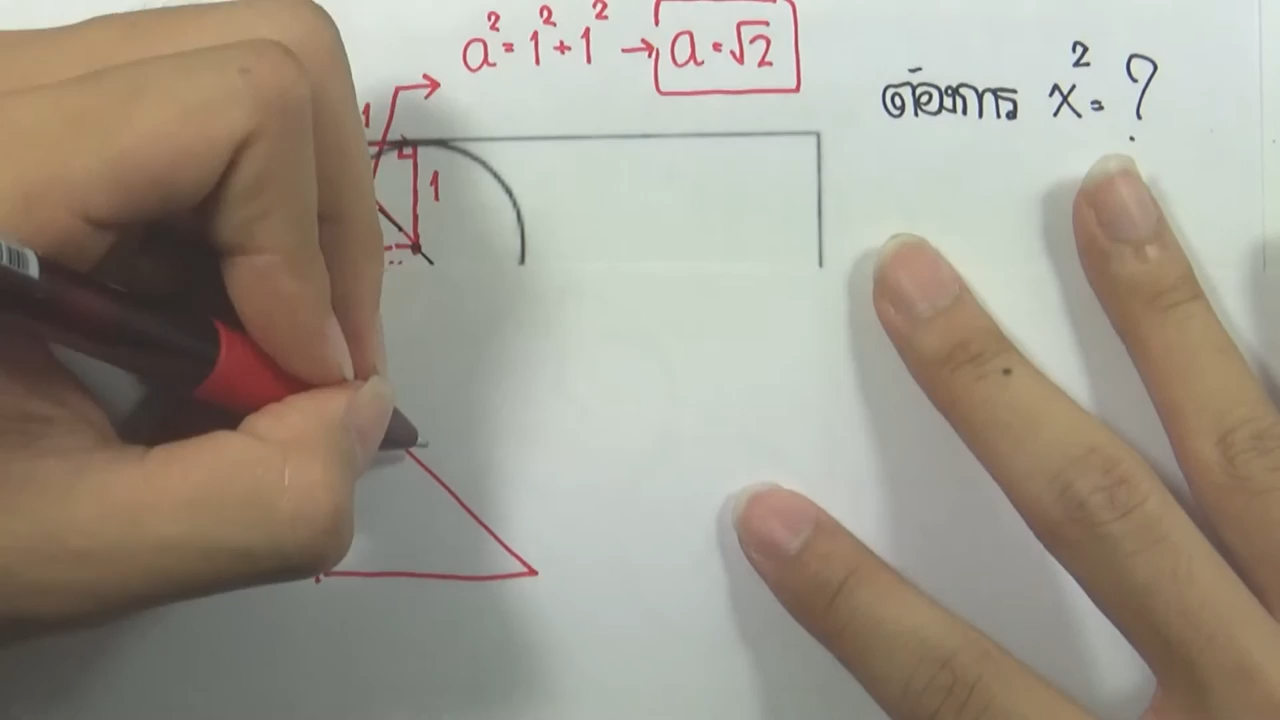 a² = 1² + 1² → a = √2
ต้องการ x² = ?
1
1